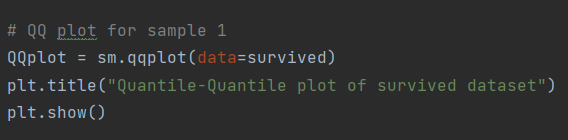 # QQ plot for sample 1
QQplot = sm.qqplot(data=survived)
plt.title("Quantile-Quantile plot of survived dataset")
plt.show()